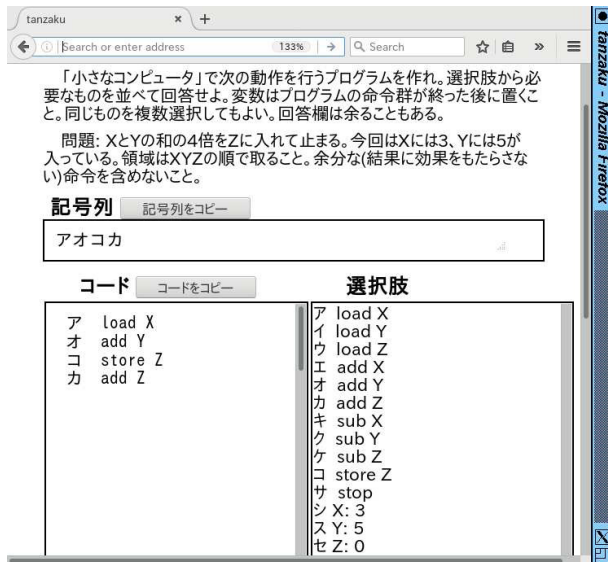 tanzaku
Search or enter address
133%
Search
「小さなコンピュータ」で次の動作を行うプログラムを作れ。選択肢から必
要なものを並べて回答せよ。変数はプログラムの命令群が終った後に置くこ
と。同じものを複数選択してもよい。回答欄は余ることもある。
問題: XとYの和の4倍をZに入れて止まる。今回はXには3、Yには5が
入っている。領域はXYZの順で取ること。余分な(結果に効果をもたらさな
い)命令を含めないこと。
記号列 記号列をコピー
アオコカ
コード コードをコピー
ア load X
オ add Y
コ store Z
カ add Z
選択肢
ア load X
イ load Y
ウ load Z
エ add X
オ add Y
カ add Z
キ sub X
ク sub Y
ケ sub Z
コ store Z
サ stop
シ X: 3
ス Y: 5
セ Z: 0
tanzaku - Mozilla Firefox